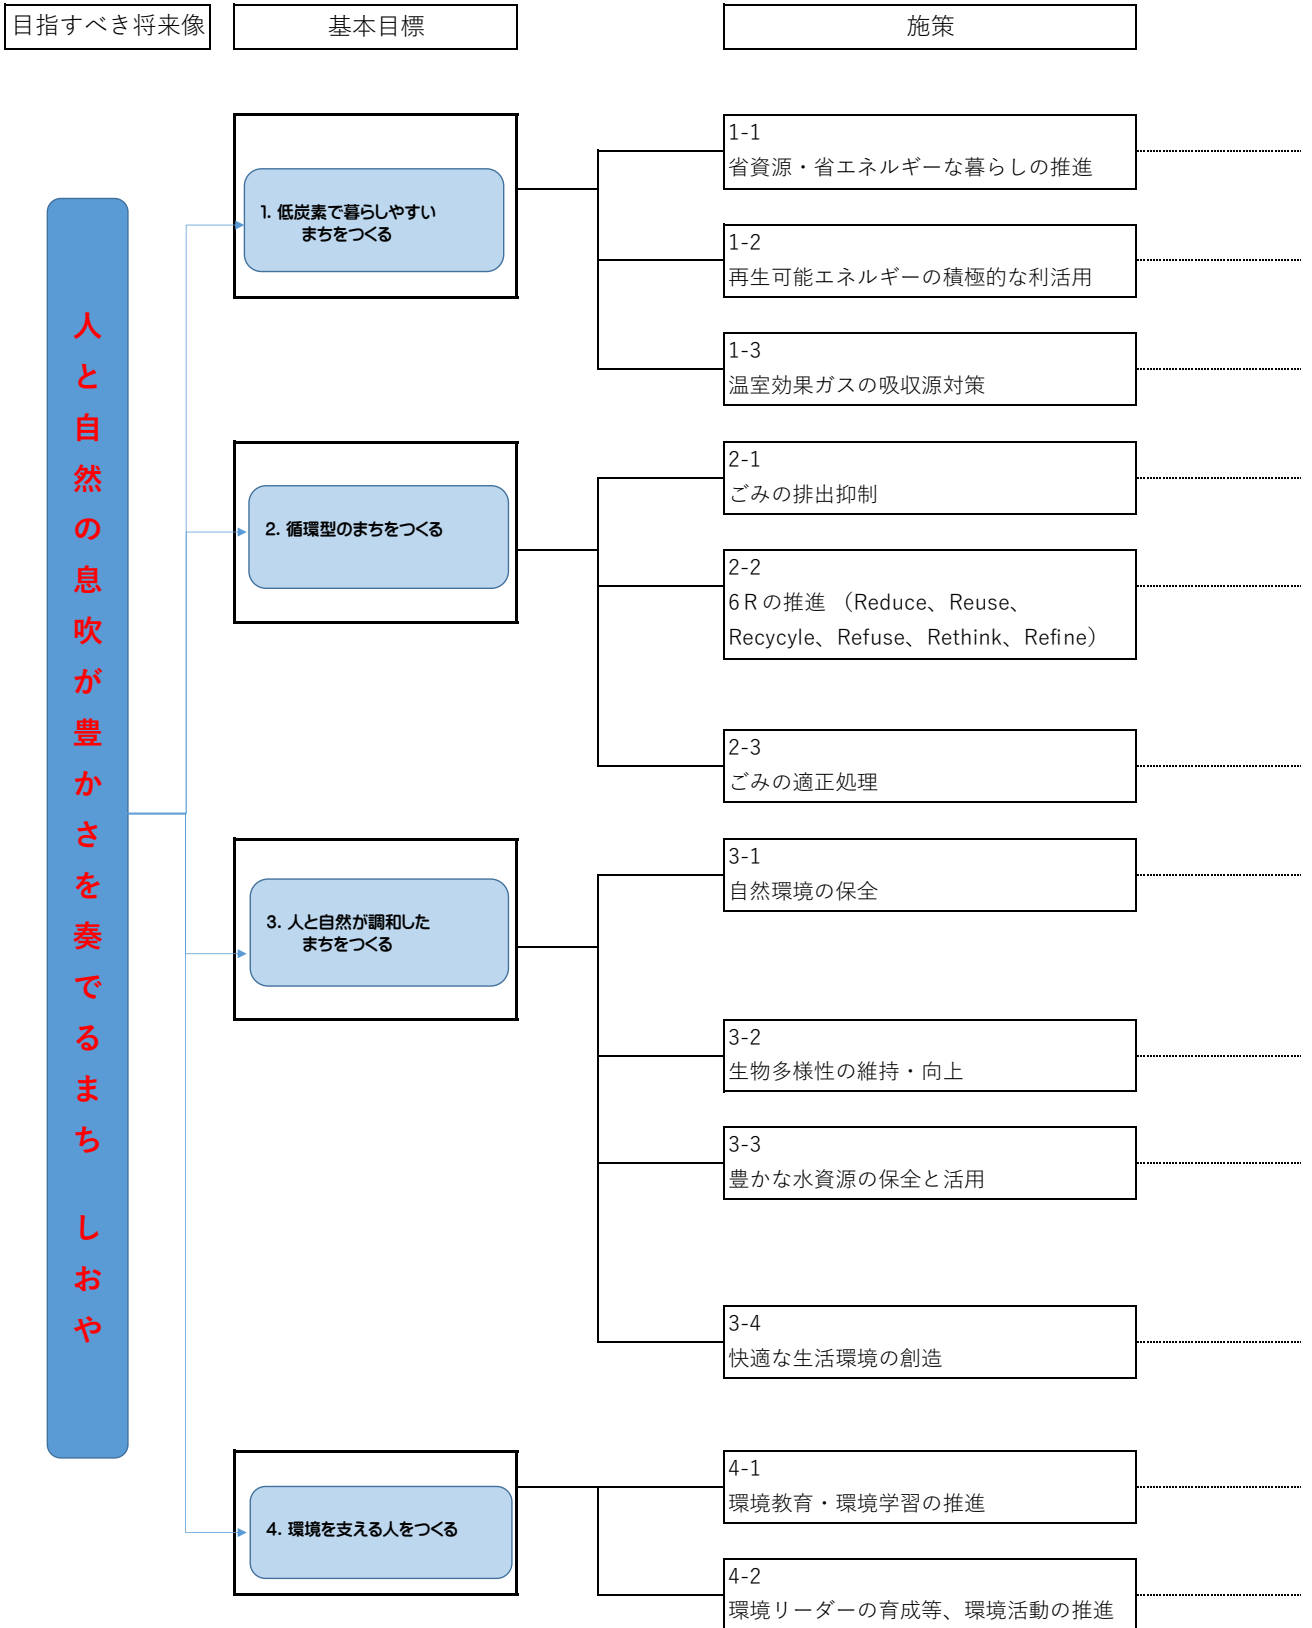 目指すべき将来像
基本目標
施策
人と自然の息吹が豊かさを奏でるまち　しおや
1. 低炭素で暮らしやすい
まちをつくる
1-1
省資源・省エネルギーな暮らしの推進
1-2
再生可能エネルギーの積極的な利活用
1-3
温室効果ガスの吸収源対策
2. 循環型のまちをつくる
2-1
ごみの排出抑制
2-2
6Ｒの推進 （Reduce、Reuse、
Recycyle、Refuse、Rethink、Refine）
2-3
ごみの適正処理
3. 人と自然が調和した
まちをつくる
3-1
自然環境の保全
3-2
生物多様性の維持・向上
3-3
豊かな水資源の保全と活用
3-4
快適な生活環境の創造
4. 環境を支える人をつくる
4-1
環境教育・環境学習の推進
4-2
環境リーダーの育成等、環境活動の推進